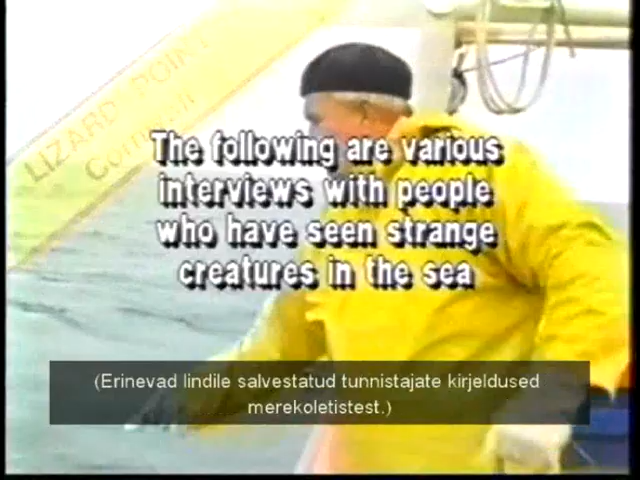 LIZARD POINT
Cornwall
The following are various
interviews with people
who have seen strange
creatures in the sea
(Erinevad lindile salvestatud tunnistajate kirjeldused
merekoletistest.)